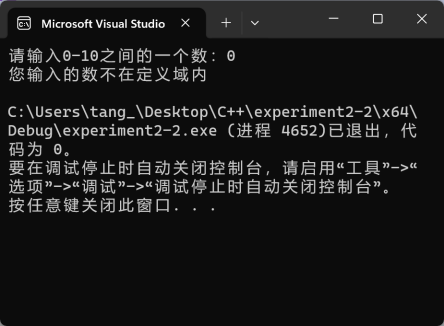 Microsoft Visual Studio
请输入0-10之间的一个数：0
您输入的数不在定义域内
C:\Users\tang_\Desktop\C++\experiment2-2\x64\
Debug\experiment2-2.exe (进程 4652)已退出，代
码为 0。
要在调试停止时自动关闭控制台，请启用“工具”->“
选项”->“调试”->“调试停止时自动关闭控制台”。
按任意键关闭此窗口. . .